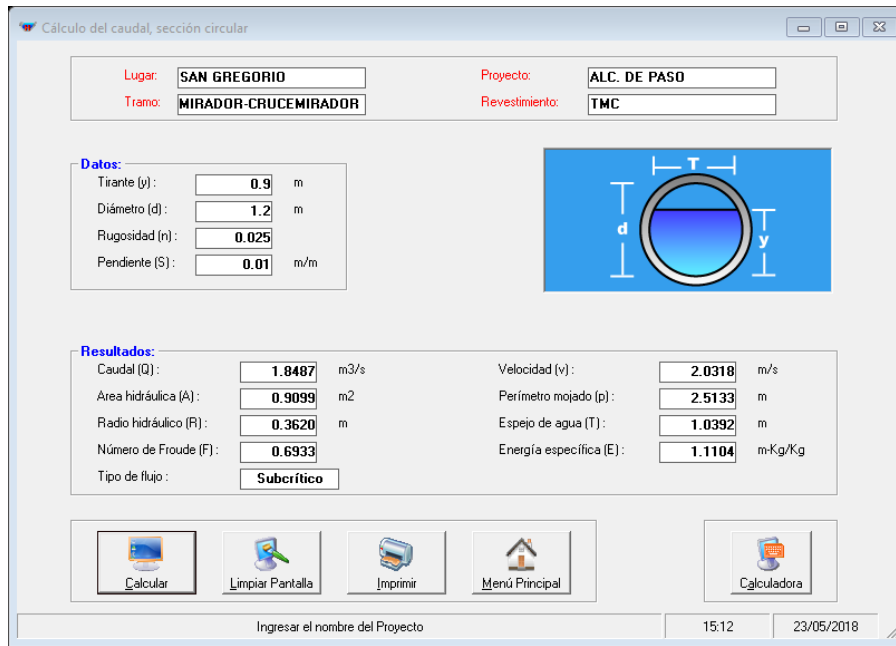 Cálculo del caudal, sección circular
Lugar: SAN GREGORIO Proyecto: ALC. DE PASO
Tramo: MIRADOR-CRUCEMIRADOR Revestimiento: TMC
Datos:
Tirante (y) : 0.9 m
Diámetro (d) : 1.2 m
Rugosidad (n) : 0.025
Pendiente (S) : 0.01 m/m
T
d
y
Resultados:
Caudal (Q) : 1.8487 m3/s Velocidad (v) : 2.0318 m/s
Area hidráulica (A) : 0.9099 m2 Perímetro mojado (p) : 2.5133 m
Radio hidráulico (R) : 0.3620 m Espejo de agua (T) : 1.0392 m
Número de Froude (F) : 0.6933 Energía específica (E) : 1.1104 m-Kg/Kg
Tipo de flujo : Subcrítico
Calcular Limpiar Pantalla Imprimir Menú Principal Calculadora
Ingresar el nombre del Proyecto 15:12 23/05/2018